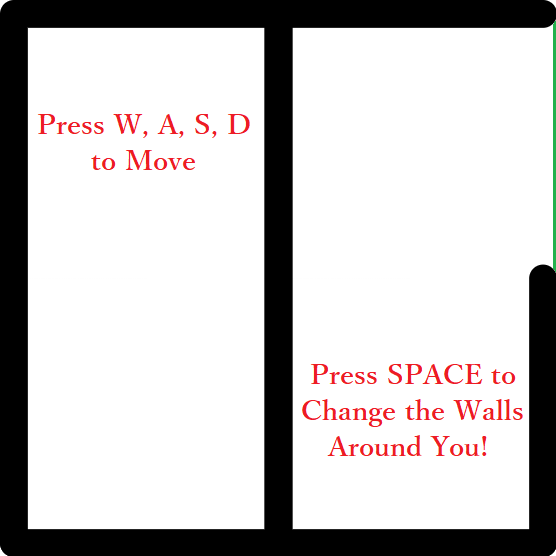 Press W, A, S, D
to Move
Press SPACE to
Change the Walls
Around You!